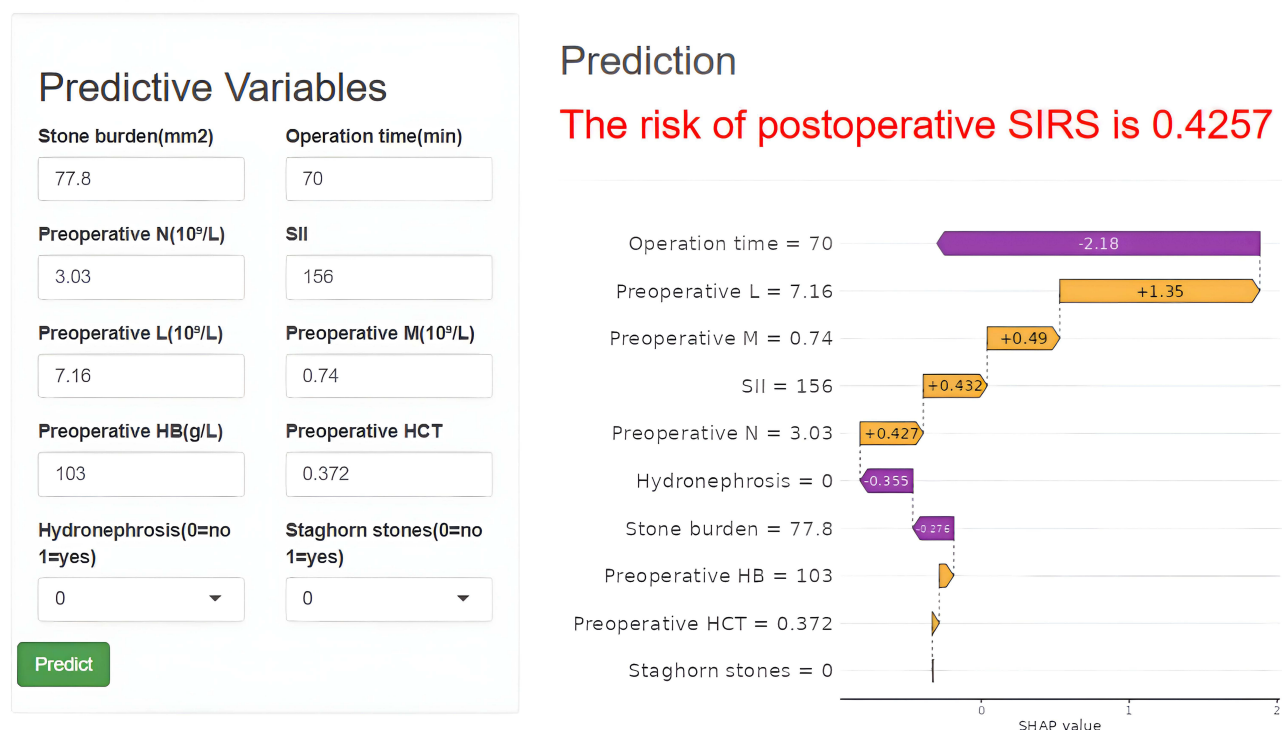 Predictive Variables
Stone burden(mm2)
Operation time(min)
77.8
70
Preoperative N(10⁹/L)
SII
3.03
156
Preoperative L(10⁹/L)
Preoperative M(10⁹/L)
7.16
0.74
Preoperative HB(g/L)
Preoperative HCT
103
0.372
Hydronephrosis(0=no
1=yes)
Staghorn stones(0=no
1=yes)
0
0
Predict
Prediction
The risk of postoperative SIRS is 0.4257
Operation time = 70
-2.18
Preoperative L = 7.16
+1.35
Preoperative M = 0.74
+0.49
SII = 156
+0.432
Preoperative N = 3.03
+0.427
Hydronephrosis = 0
-0.355
Stone burden = 77.8
-0.276
Preoperative HB = 103
Preoperative HCT = 0.372
Staghorn stones = 0
0 1 2
SHAP value